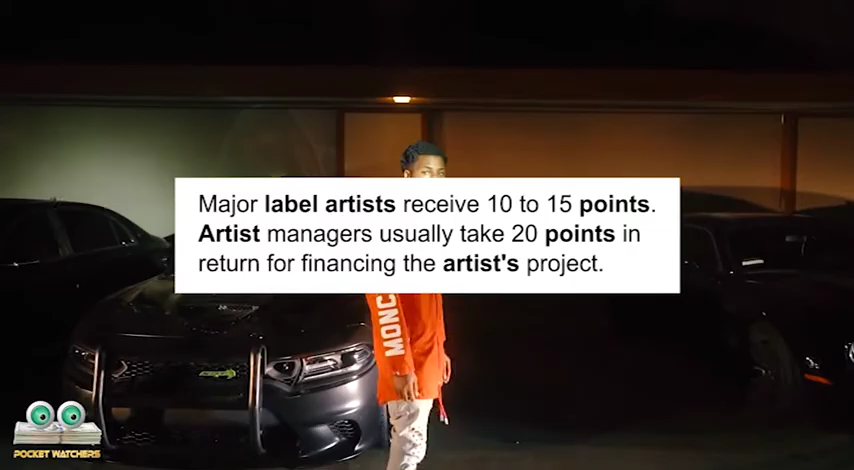 Major label artists receive 10 to 15 points.
Artist managers usually take 20 points in
return for financing the artist's project.
MONC
POCKET WATCHERS